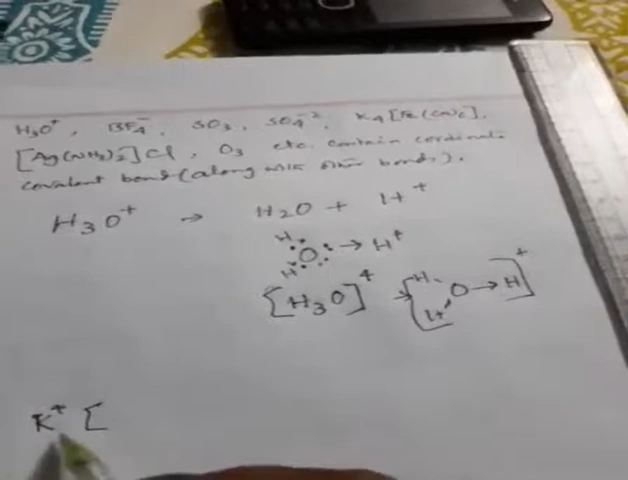 H₃O⁺, BF₄⁻, SO₃, SO₄⁻², K₄[Fe(CN)₆],
[Ag(NH₃)₂]Cl, O₃ etc. contain cordinate
covalent bond (along with other bonds).
H₃O⁺ → H₂O + H⁺
H
O → H⁺
H
[H₃O]⁺ → [H O → H]⁺
H
K⁺ [